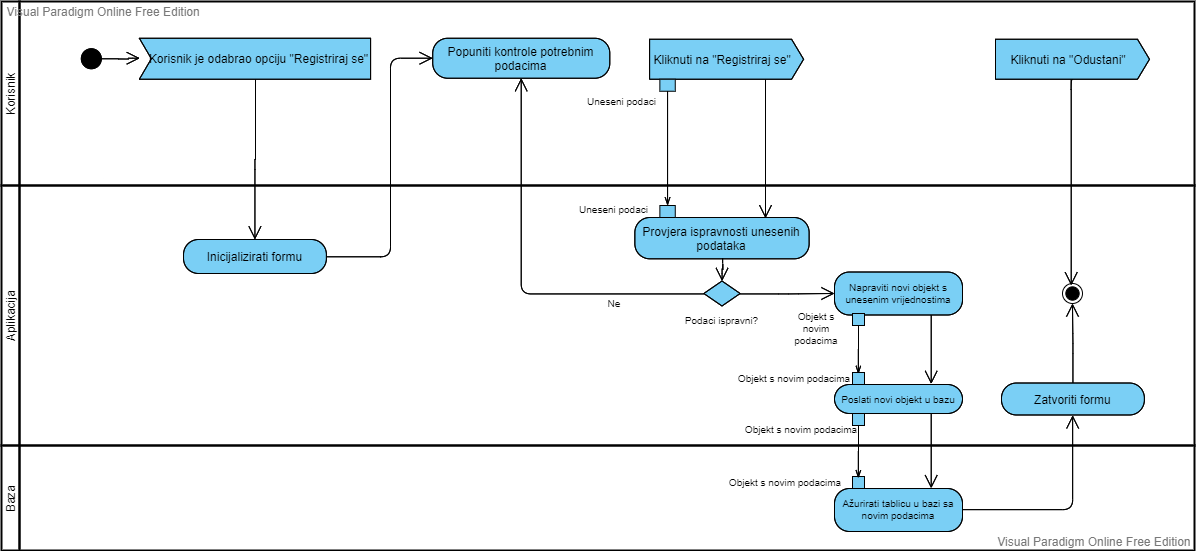 Visual Paradigm Online Free Edition
Korisnik
Korisnik je odabrao opciju "Registriraj se"
Popuniti kontrole potrebnim
podacima
Kliknuti na "Registriraj se"
Kliknuti na "Odustani"
Uneseni podaci
Aplikacija
Uneseni podaci
Provjera ispravnosti unesenih
podataka
Inicijalizirati formu
Ne
Podaci ispravni?
Napraviti novi objekt s
unesenim vrijednostima
Objekt s
novim
podacima
Objekt s novim podacima
Poslati novi objekt u bazu
Zatvoriti formu
Objekt s novim podacima
Baza
Objekt s novim podacima
Ažurirati tablicu u bazi sa
novim podacima
Visual Paradigm Online Free Edition